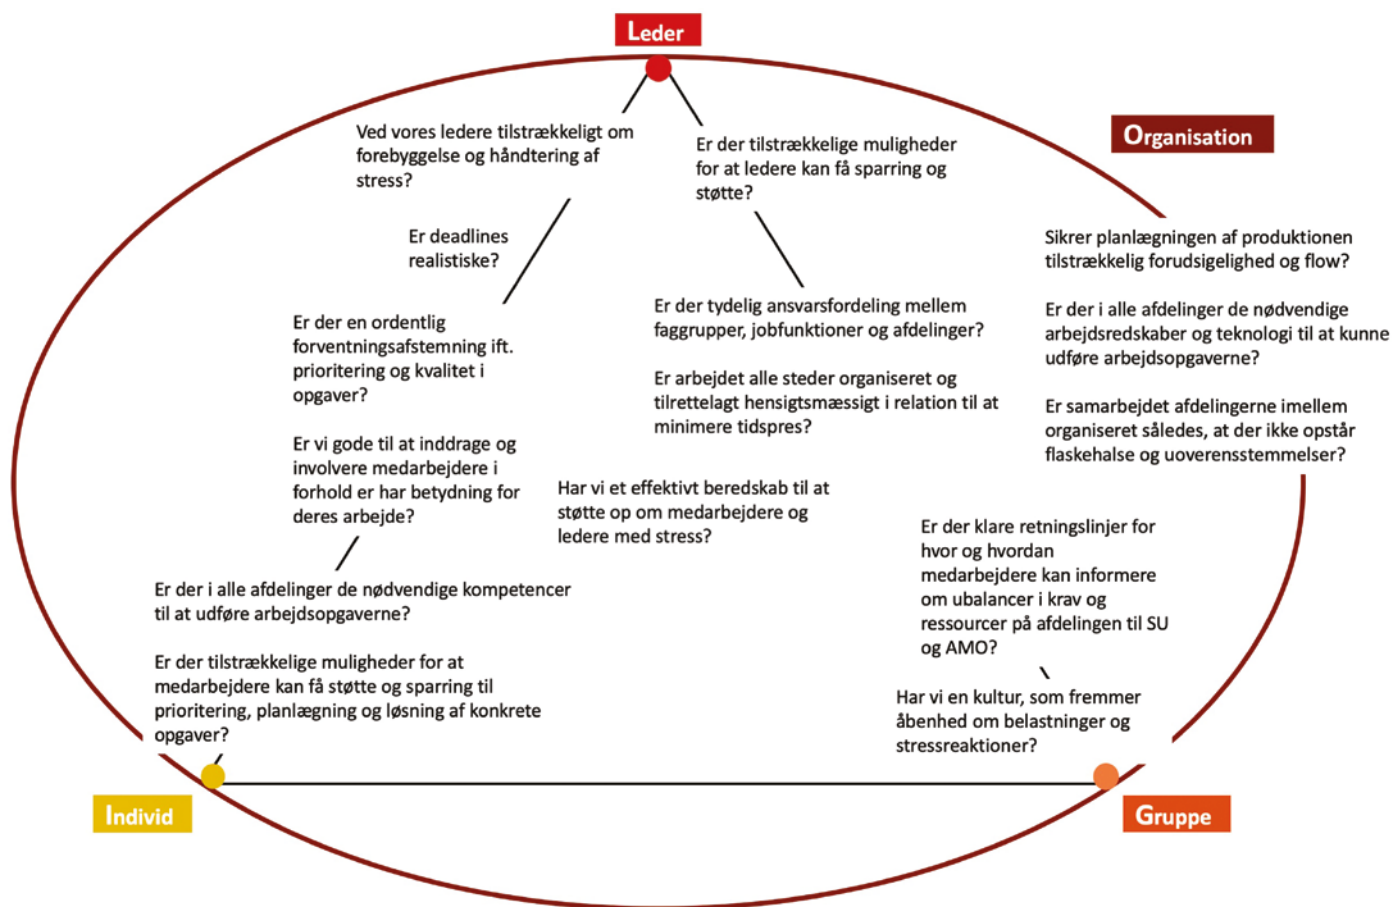 Leder
Ved vores ledere tilstrækkeligt om
forebyggelse og håndtering af
stress?
Er der tilstrækkelige muligheder
for at ledere kan få sparring og
støtte?
Organisation
Er deadlines
realistiske?
Sikrer planlægningen af produktionen
tilstrækkelig forudsigelighed og flow?
Er der i alle afdelinger de nødvendige
arbejdsredskaber og teknologi til at kunne
udføre arbejdsopgaverne?
Er samarbejdet afdelingerne imellem
organiseret således, at der ikke opstår
flaskehalse og uoverensstemmelser?
Er der en ordentlig
forventningsafstemning ift.
prioritering og kvalitet i
opgaver?
Er vi gode til at inddrage og
involvere medarbejdere i
forhold er har betydning for
deres arbejde?
Er der tydelig ansvarsfordeling mellem
faggrupper, jobfunktioner og afdelinger?
Er arbejdet alle steder organiseret og
tilrettelagt hensigtsmæssigt i relation til at
minimere tidspres?
Har vi et effektivt beredskab til at
støtte op om medarbejdere og
ledere med stress?
Er der klare retningslinjer for
hvor og hvordan
medarbejdere kan informere
om ubalancer i krav og
ressourcer på afdelingen til SU
og AMO?
Er der i alle afdelinger de nødvendige kompetencer
til at udføre arbejdsopgaverne?
Er der tilstrækkelige muligheder for at
medarbejdere kan få støtte og sparring til
prioritering, planlægning og løsning af konkrete
opgaver?
Har vi en kultur, som fremmer
åbenhed om belastninger og
stressreaktioner?
Individ
Gruppe